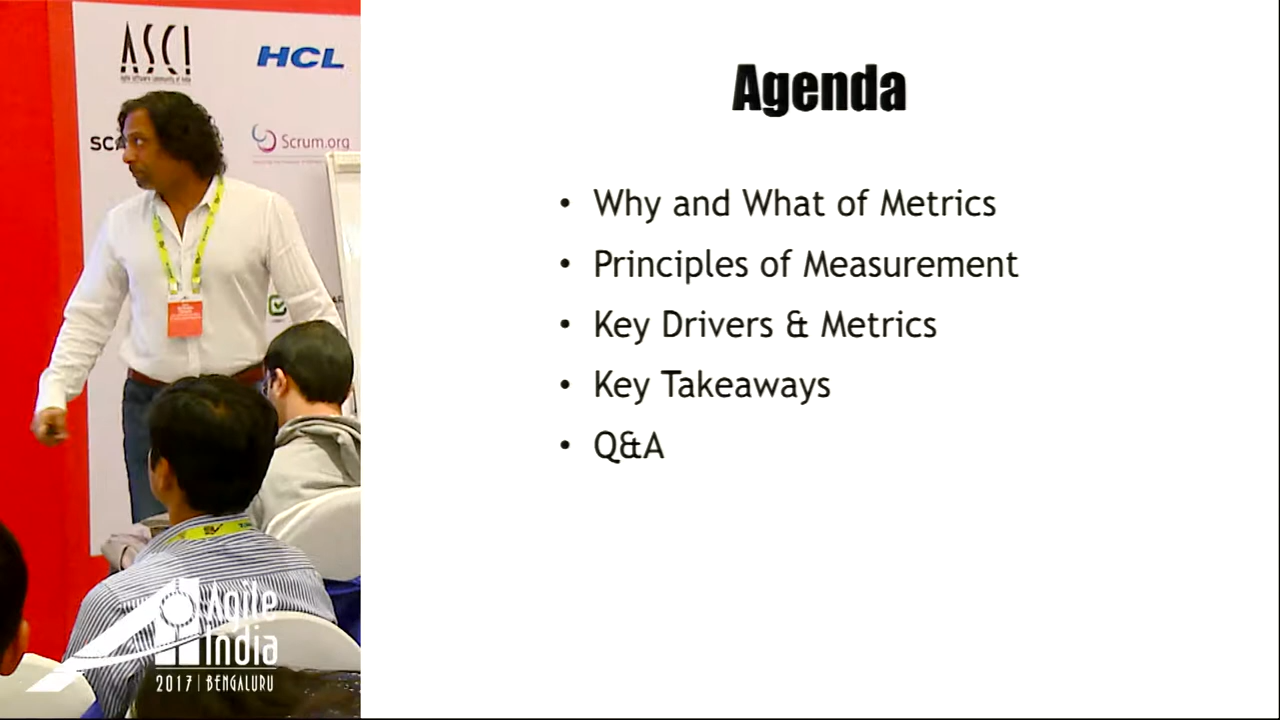 ASCI
HCL
SCA
Scrum.org
Agenda
• Why and What of Metrics
• Principles of Measurement
• Key Drivers & Metrics
• Key Takeaways
• Q&A
Agile
India
2017 | BENGALURU